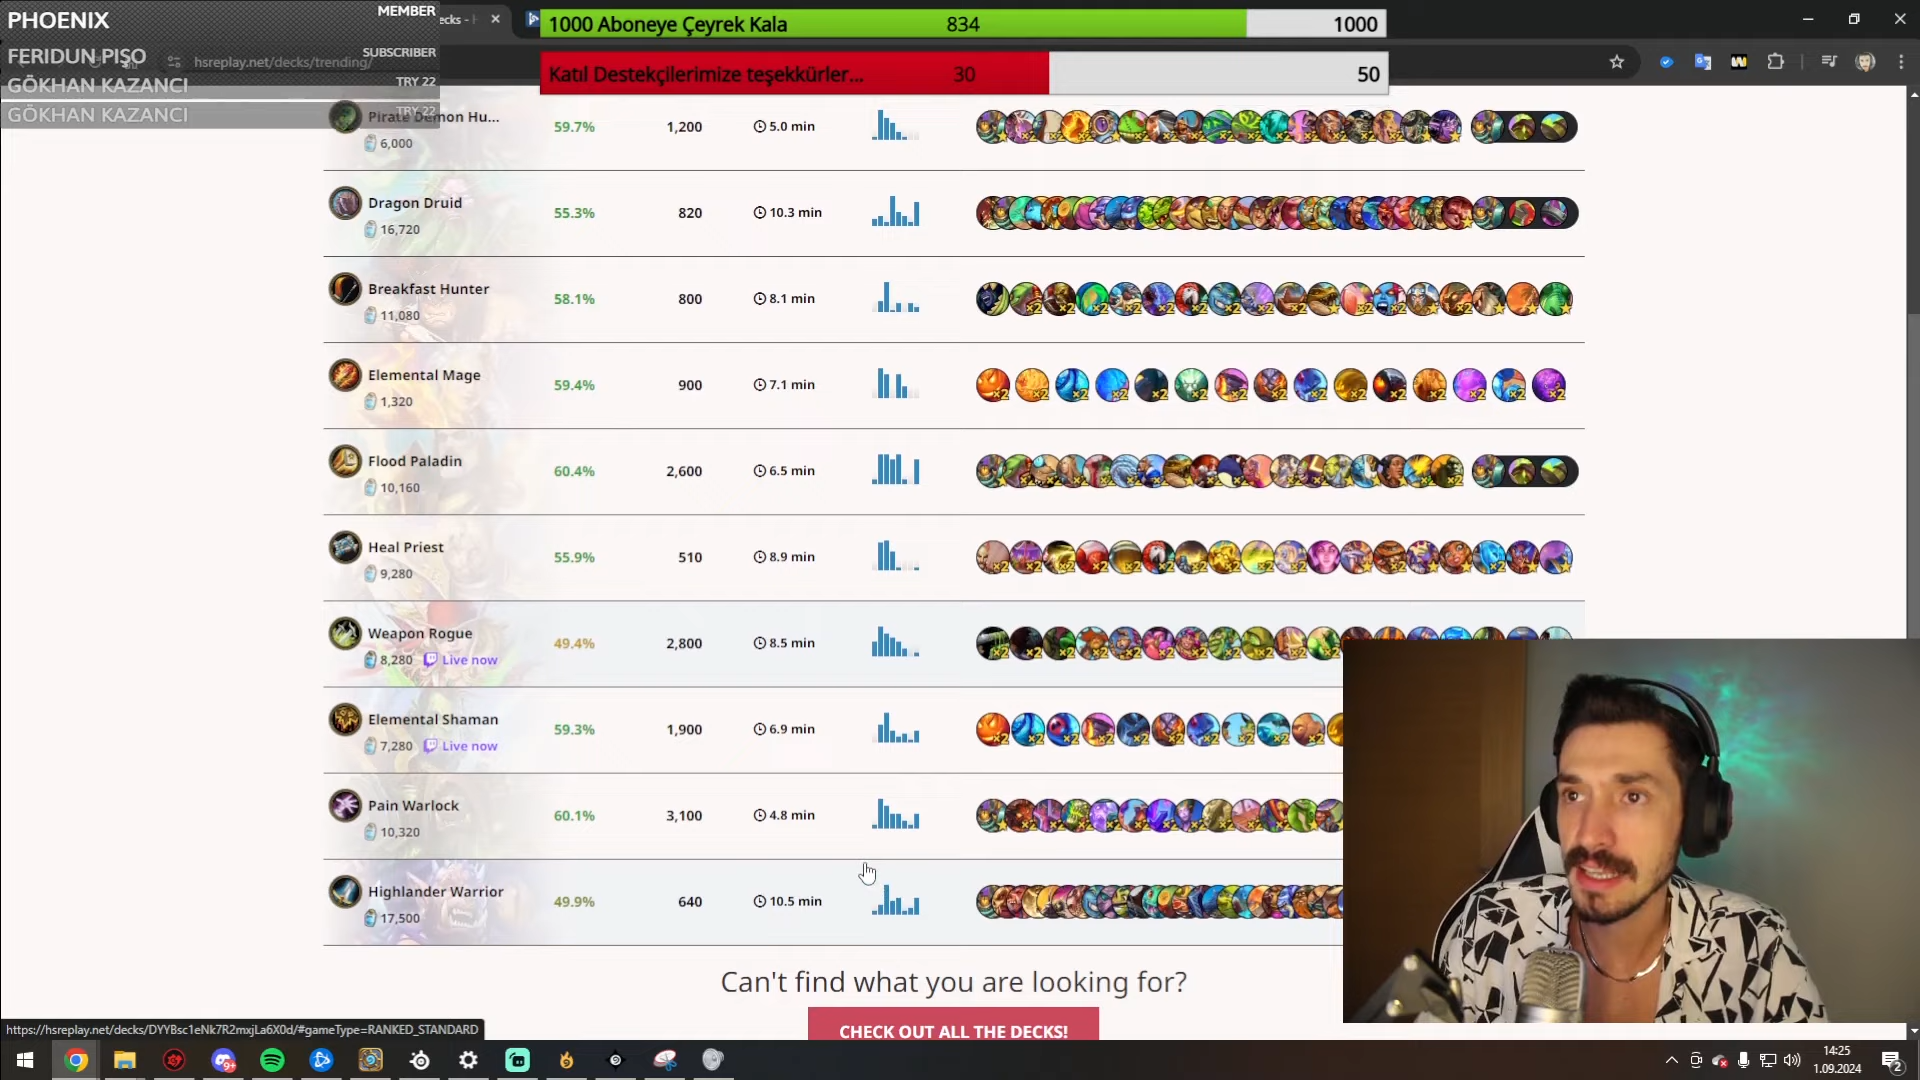 PHOENIX
MEMBER
FERIDUN PIŞO
SUBSCRIBER
GÖKHAN KAZANCI
TRY 22
GÖKHAN KAZANCI
TRY 22
hsreplay.net/decks/trending/
1000 Aboneye Çeyrek Kala 834 1000
Katıl Destekçilerimize teşekkürler... 30 50
Pirate Demon Hu... 59.7% 1,200 5.0 min
6,000
Dragon Druid 55.3% 820 10.3 min
16,720
Breakfast Hunter 58.1% 800 8.1 min
11,080
Elemental Mage 59.4% 900 7.1 min
1,320
Flood Paladin 60.4% 2,600 6.5 min
10,160
Heal Priest 55.9% 510 8.9 min
9,280
Weapon Rogue 49.4% 2,800 8.5 min
8,280 Live now
Elemental Shaman 59.3% 1,900 6.9 min
7,280 Live now
Pain Warlock 60.1% 3,100 4.8 min
10,320
Highlander Warrior 49.9% 640 10.5 min
17,500
Can't find what you are looking for?
CHECK OUT ALL THE DECKS!
https://hsreplay.net/decks/DYYBsc1eNk7R2mxjLa6X0d/#gameType=RANKED_STANDARD
14:25
1.09.2024